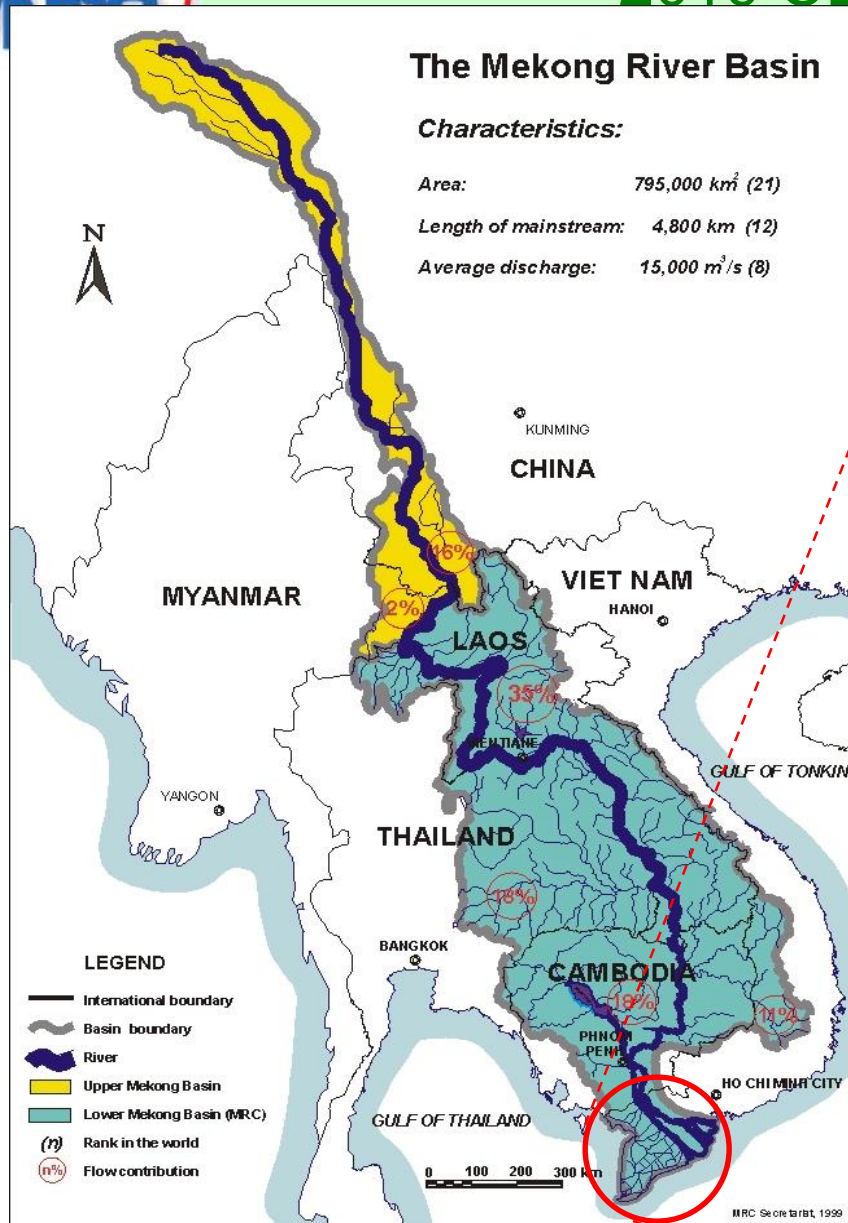 The Mekong River Basin
Characteristics:
Area: 795,000 km² (21)
Length of mainstream: 4,800 km (12)
Average discharge: 15,000 m³/s (8)
N
KUNMING
CHINA
16%
VIET NAM
MYANMAR
2%
HANOI
LAOS
35%
GULF OF TONKIN
YANGON
THAILAND
18%
BANGKOK
CAMBODIA
18%
11%
PHNOM
PENH
HO CHI MINH CITY
GULF OF THAILAND
LEGEND
International boundary
Basin boundary
River
Upper Mekong Basin
Lower Mekong Basin (MRC)
(n) Rank in the world
n% Flow contribution
0 100 200 300 km
MRC Secretariat, 1999